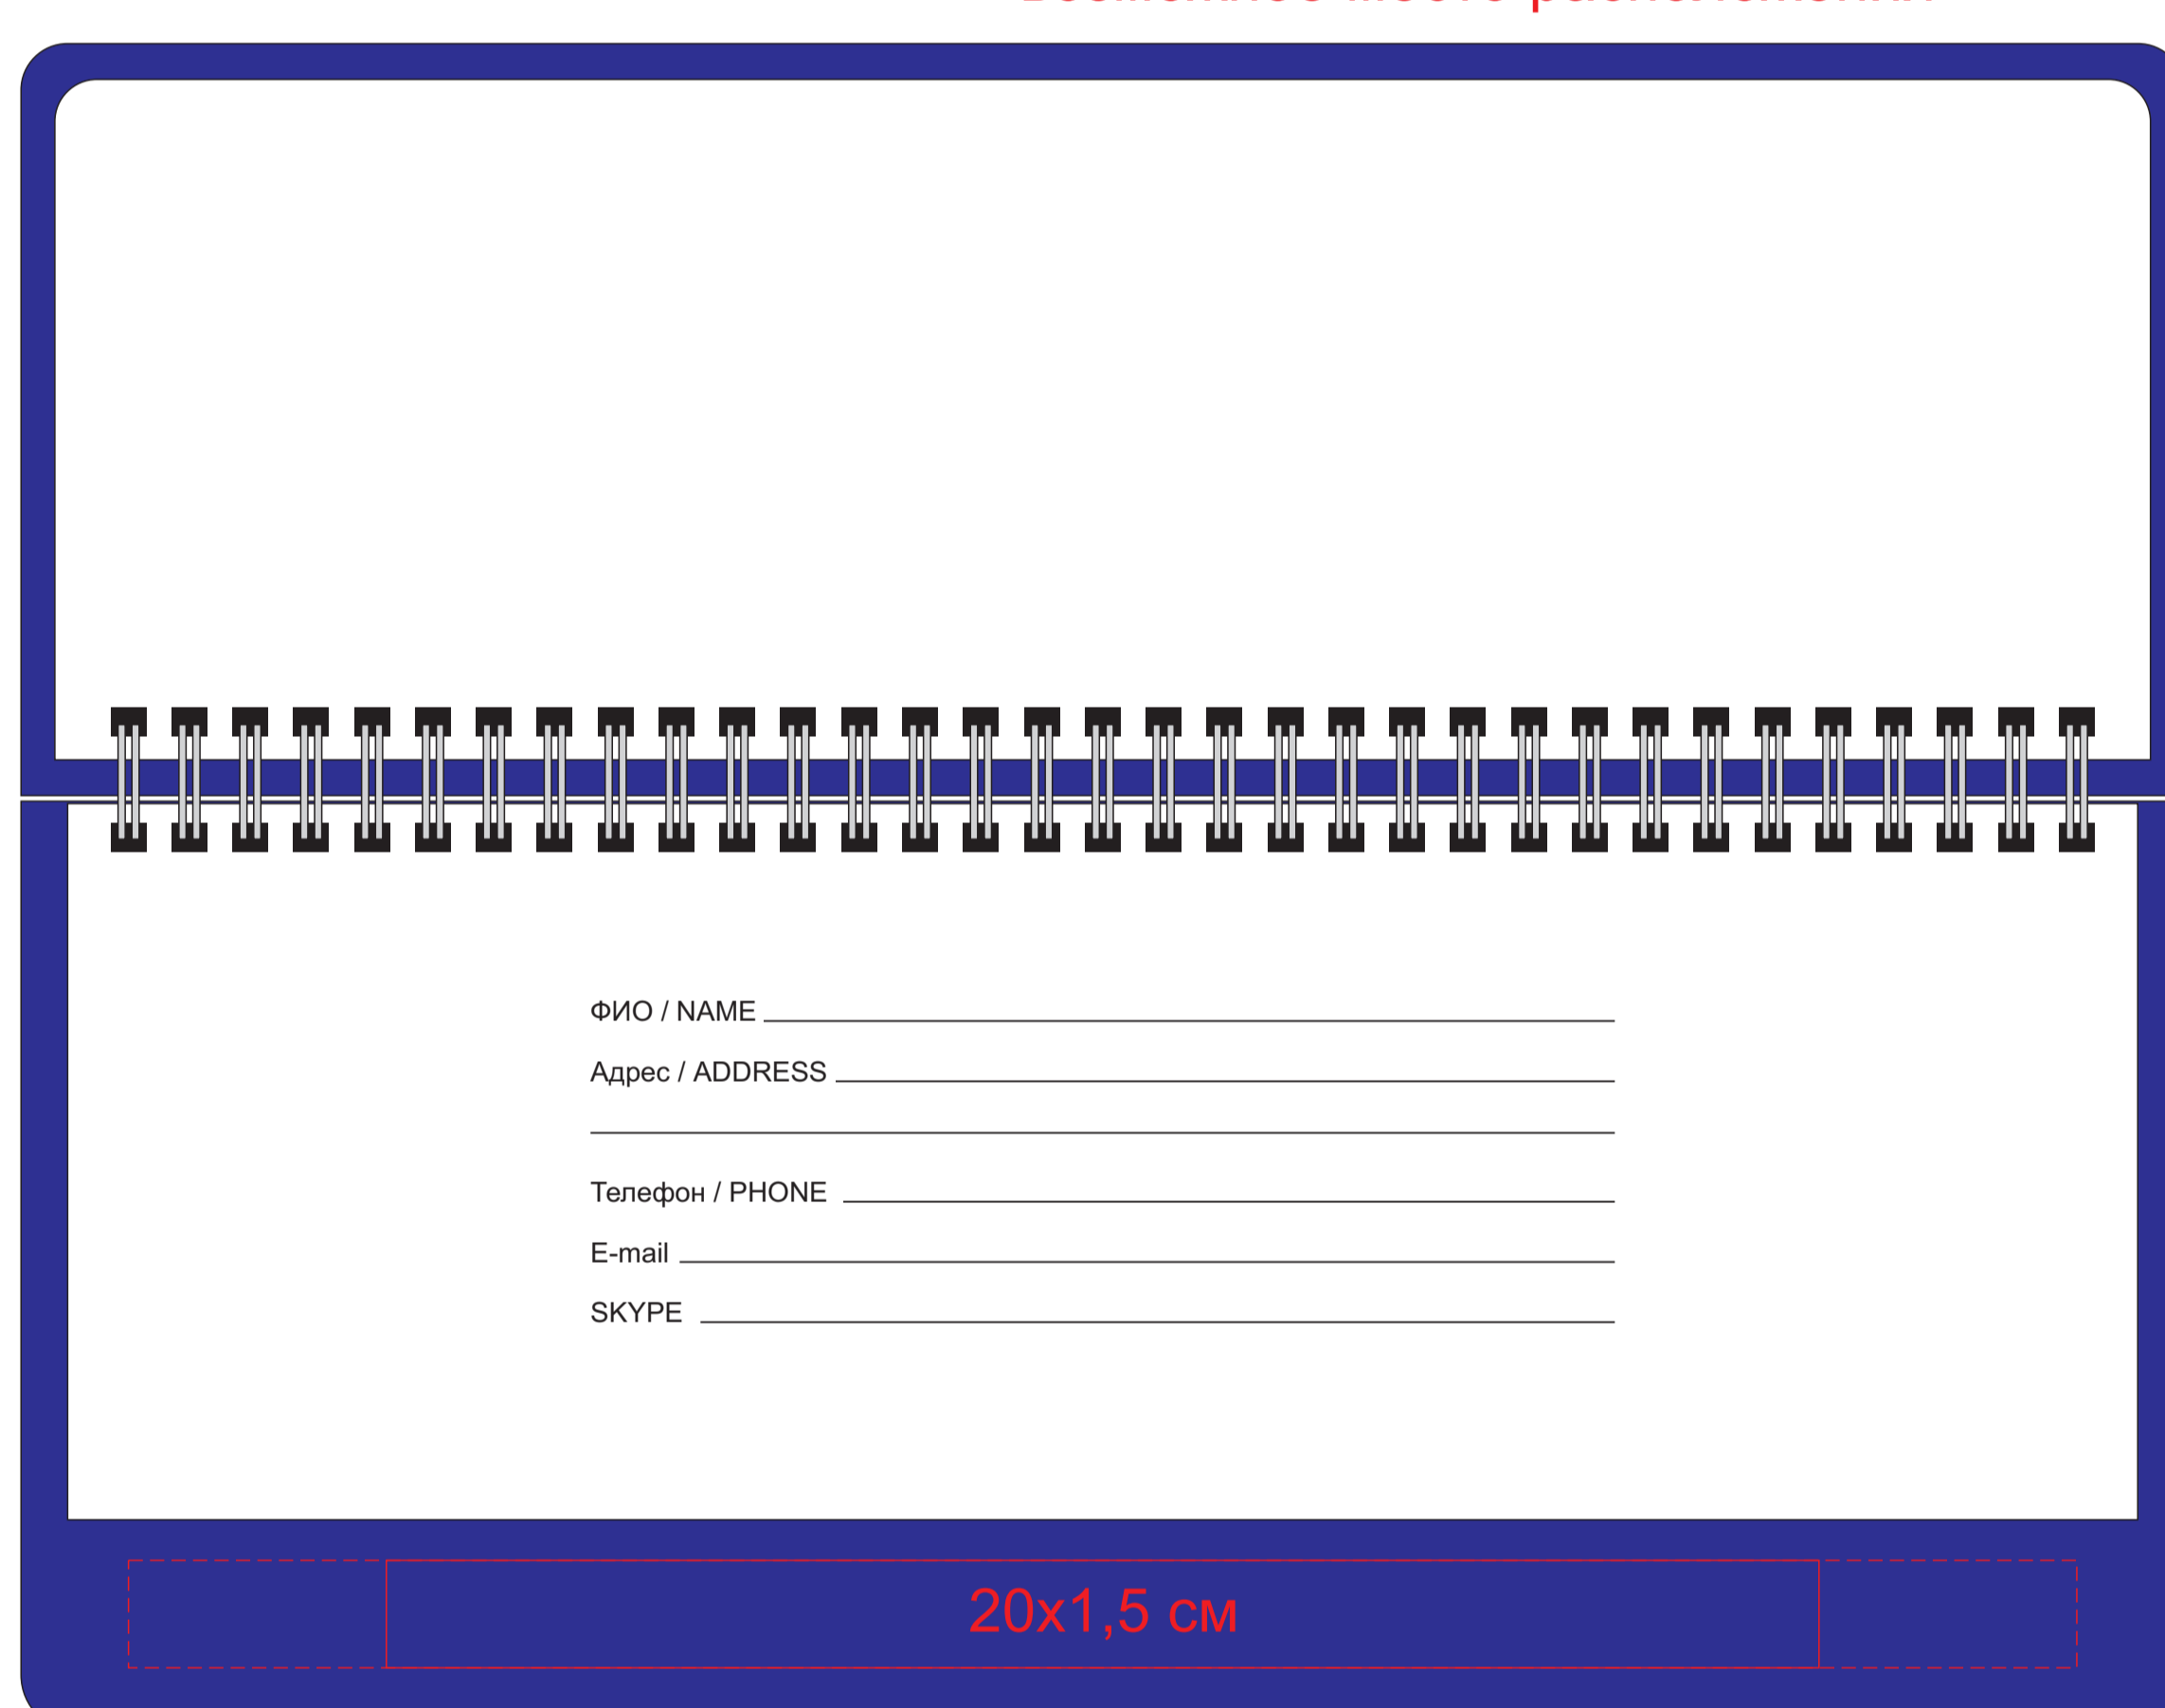 ФИО / NAME
Адрес / ADDRESS
Телефон / PHONE
E-mail
SKYPE
20х1,5 см